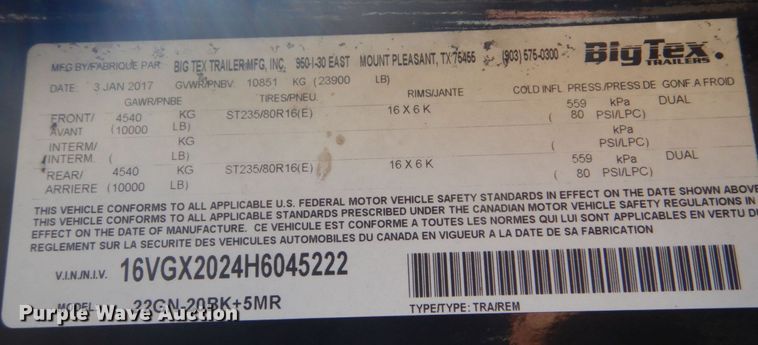 MFG BY/FABRIQUE PAR: BIG TEX TRAILER MFG, INC. 950-I-30 EAST MOUNT PLEASANT, TX 75455 (903) 575-0300 Big Tex TRAILERS
DATE: 3 JAN 2017 GVWR/PNBV: 10851 KG (23900 LB)
GAWR/PNBE TIRES/PNEU. RIMS/JANTE COLD INFL PRESS/PRESS DE GONF A FROID
FRONT/ 4540 KG ST235/80R16(E) 16 X 6 K 559 kPa DUAL
AVANT (10000 LB) ( 80 PSI/LPC)
INTERM/ KG kPa
INTERM. ( LB) ( PSI/LPC)
REAR/ 4540 KG ST235/80R16(E) 16 X 6 K 559 kPa DUAL
ARRIERE (10000 LB) ( 80 PSI/LPC)
THIS VEHICLE CONFORMS TO ALL APPLICABLE U.S. FEDERAL MOTOR VEHICLE SAFETY STANDARDS IN EFFECT ON THE DATE SHOWN ABOVE
THIS VEHICLE CONFORMS TO ALL APPLICABLE STANDARDS PRESCRIBED UNDER THE CANADIAN MOTOR VEHICLE SAFETY REGULATIONS IN
EFFECT ON THE DATE OF MANUFACTURE. CE VEHICULE EST CONFORME A TOUTES LES NORMES QUI LUI SONT APPLICABLES EN VERTU DU
REGLEMENT SUR LA SECURITE DES VEHICULES AUTOMOBILES DU CANADA EN VIGUEUR A LA DATE DE SA FABRICATION
V.I.N./N.I.V. 16VGX2024H6045222
MODEL: 22GN-20BK+5MR TYPE/TYPE: TRA/REM
Purple Wave Auction